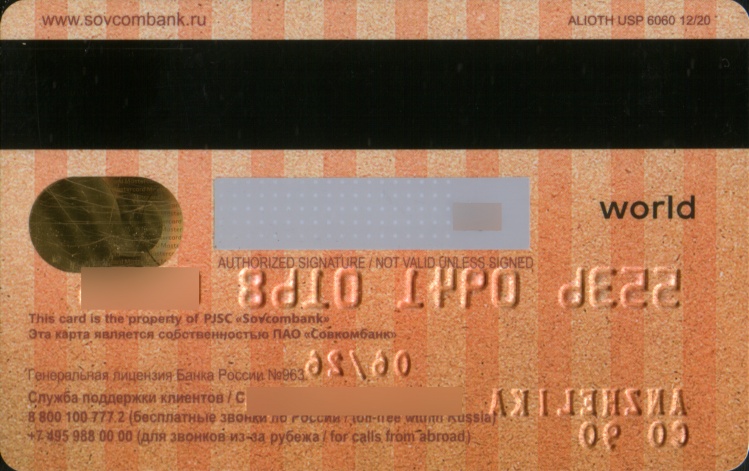 www.sovcombank.ru
ALIOTH USP 6060 12/20
world
AUTHORIZED SIGNATURE / NOT VALID UNLESS SIGNED
This card is the property of PJSC «Sovcombank»
Эта карта является собственностью ПАО «Совкомбанк»
Генеральная лицензия Банка России №963
Служба поддержки клиентов / C
ANZHELIKA
8 800 100 777 2 (бесплатные звонки по России / toll-free within Russia)
CO 90
+7 495 988 00 00 (для звонков из-за рубежа / for calls from abroad)